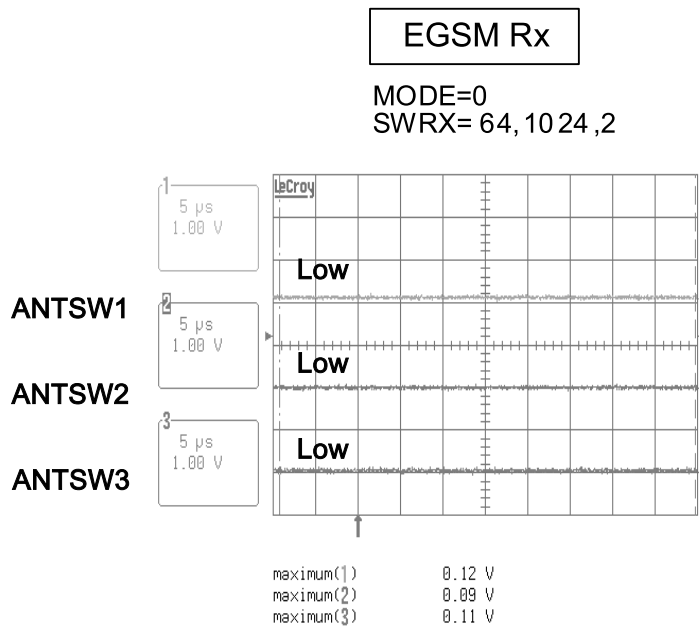 EGSM Rx
MODE=0
SWRX= 64,1024,2
1
5 µs
1.00 V
LeCroy
Low
ANTSW1
2
5 µs
1.00 V
Low
ANTSW2
3
5 µs
1.00 V
Low
ANTSW3
maximum(1) 0.12 V
maximum(2) 0.09 V
maximum(3) 0.11 V